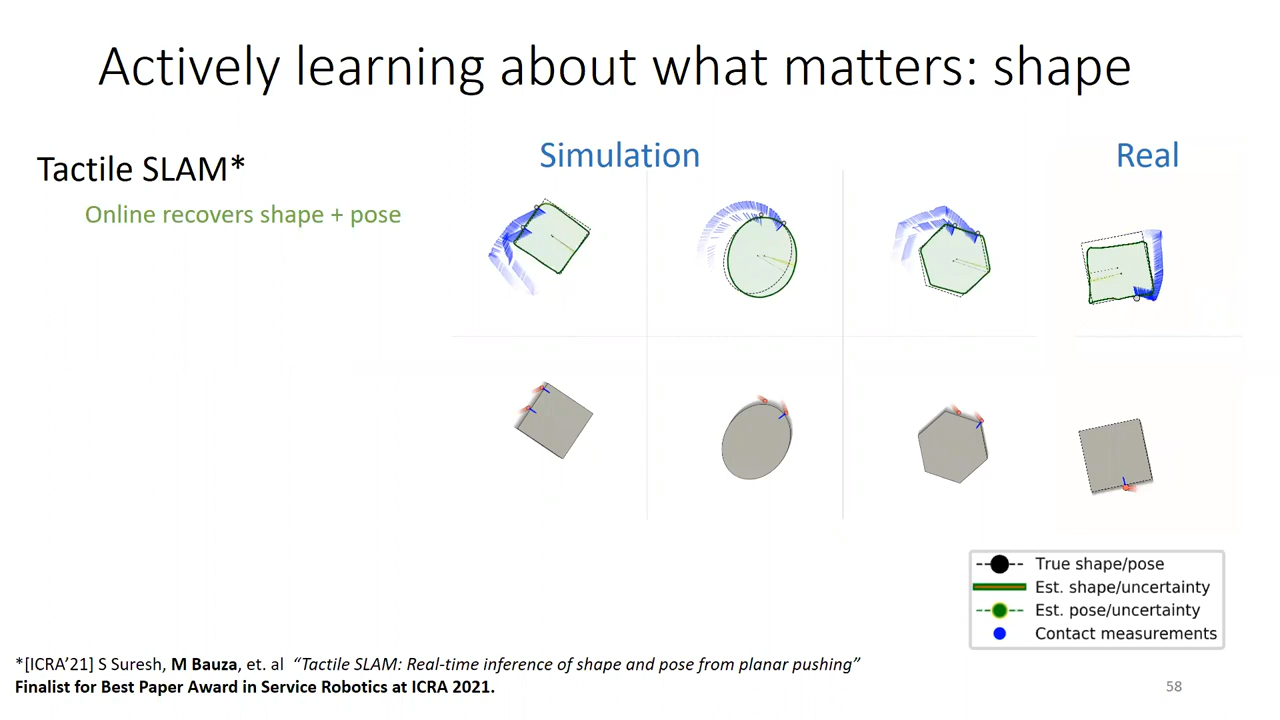 Actively learning about what matters: shape
Tactile SLAM*
Online recovers shape + pose
Simulation
Real
True shape/pose
Est. shape/uncertainty
Est. pose/uncertainty
Contact measurements
*[ICRA’21] S Suresh, M Bauza, et. al “Tactile SLAM: Real-time inference of shape and pose from planar pushing”
Finalist for Best Paper Award in Service Robotics at ICRA 2021.
58